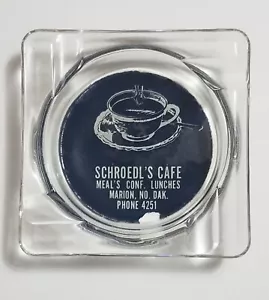 SCHROEDL'S CAFE
MEAL'S CONF. LUNCHES
MARION, NO. DAK.
PHONE 4251